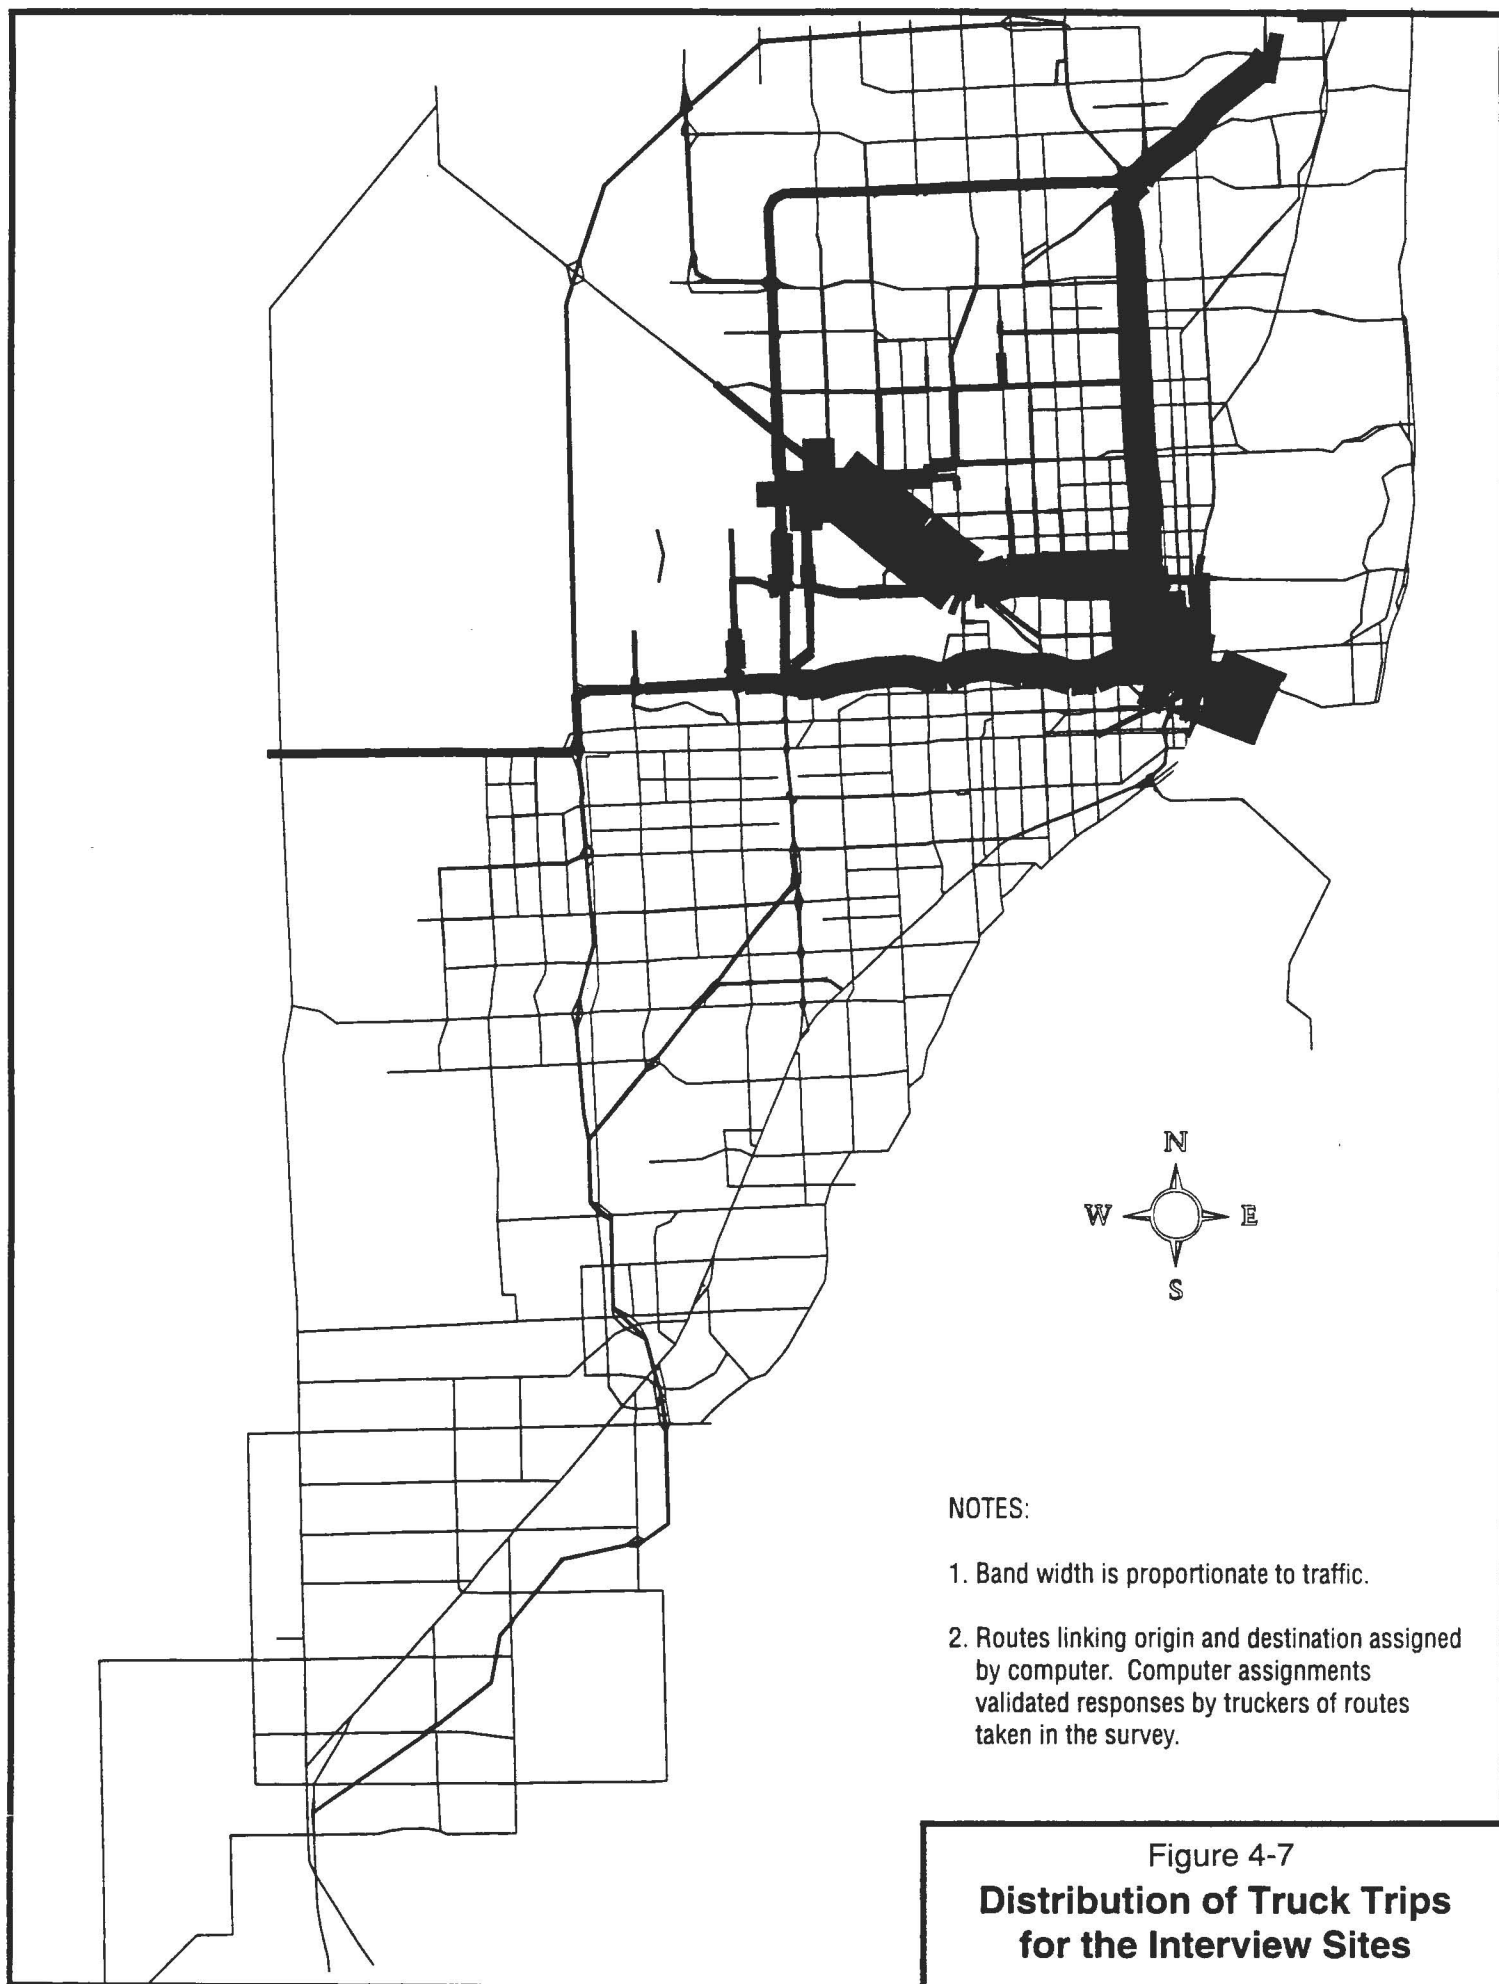 N
W E
S
NOTES:
1. Band width is proportionate to traffic.
2. Routes linking origin and destination assigned
by computer. Computer assignments
validated responses by truckers of routes
taken in the survey.
Figure 4-7
Distribution of Truck Trips
for the Interview Sites